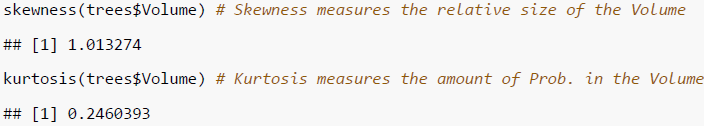 skewness(trees$Volume) # Skewness measures the relative size of the Volume
## [1] 1.013274
kurtosis(trees$Volume) # Kurtosis measures the amount of Prob. in the Volume
## [1] 0.2460393